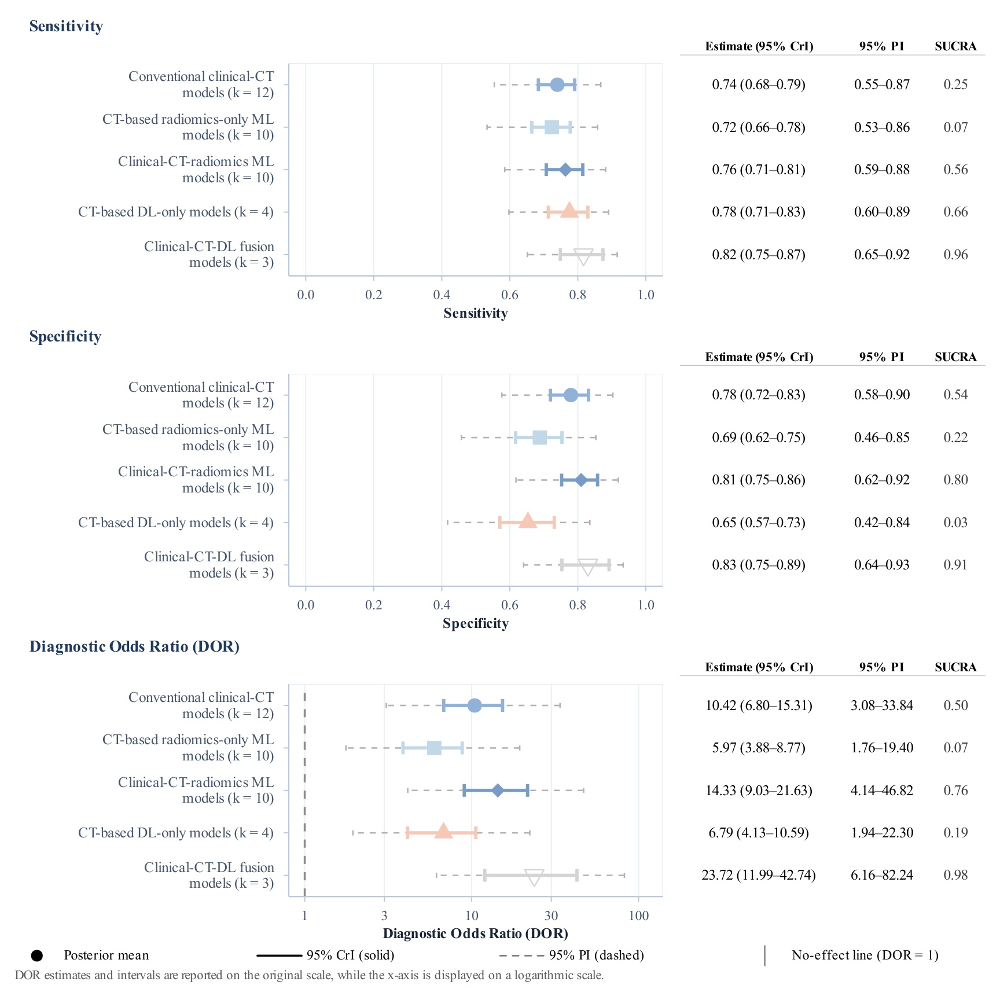 Sensitivity
Estimate (95% CrI) 95% PI SUCRA
Conventional clinical-CT
models (k = 12) 0.74 (0.68–0.79) 0.55–0.87 0.25
CT-based radiomics-only ML
models (k = 10) 0.72 (0.66–0.78) 0.53–0.86 0.07
Clinical-CT-radiomics ML
models (k = 10) 0.76 (0.71–0.81) 0.59–0.88 0.56
CT-based DL-only models (k = 4) 0.78 (0.71–0.83) 0.60–0.89 0.66
Clinical-CT-DL fusion
models (k = 3) 0.82 (0.75–0.87) 0.65–0.92 0.96
0.0 0.2 0.4 0.6 0.8 1.0
Sensitivity
Specificity
Estimate (95% CrI) 95% PI SUCRA
Conventional clinical-CT
models (k = 12) 0.78 (0.72–0.83) 0.58–0.90 0.54
CT-based radiomics-only ML
models (k = 10) 0.69 (0.62–0.75) 0.46–0.85 0.22
Clinical-CT-radiomics ML
models (k = 10) 0.81 (0.75–0.86) 0.62–0.92 0.80
CT-based DL-only models (k = 4) 0.65 (0.57–0.73) 0.42–0.84 0.03
Clinical-CT-DL fusion
models (k = 3) 0.83 (0.75–0.89) 0.64–0.93 0.91
0.0 0.2 0.4 0.6 0.8 1.0
Specificity
Diagnostic Odds Ratio (DOR)
Estimate (95% CrI) 95% PI SUCRA
Conventional clinical-CT
models (k = 12) 10.42 (6.80–15.31) 3.08–33.84 0.50
CT-based radiomics-only ML
models (k = 10) 5.97 (3.88–8.77) 1.76–19.40 0.07
Clinical-CT-radiomics ML
models (k = 10) 14.33 (9.03–21.63) 4.14–46.82 0.76
CT-based DL-only models (k = 4) 6.79 (4.13–10.59) 1.94–22.30 0.19
Clinical-CT-DL fusion
models (k = 3) 23.72 (11.99–42.74) 6.16–82.24 0.98
1 3 10 30 100
Diagnostic Odds Ratio (DOR)
Posterior mean 95% CrI (solid) 95% PI (dashed) No-effect line (DOR = 1)
DOR estimates and intervals are reported on the original scale, while the x-axis is displayed on a logarithmic scale.